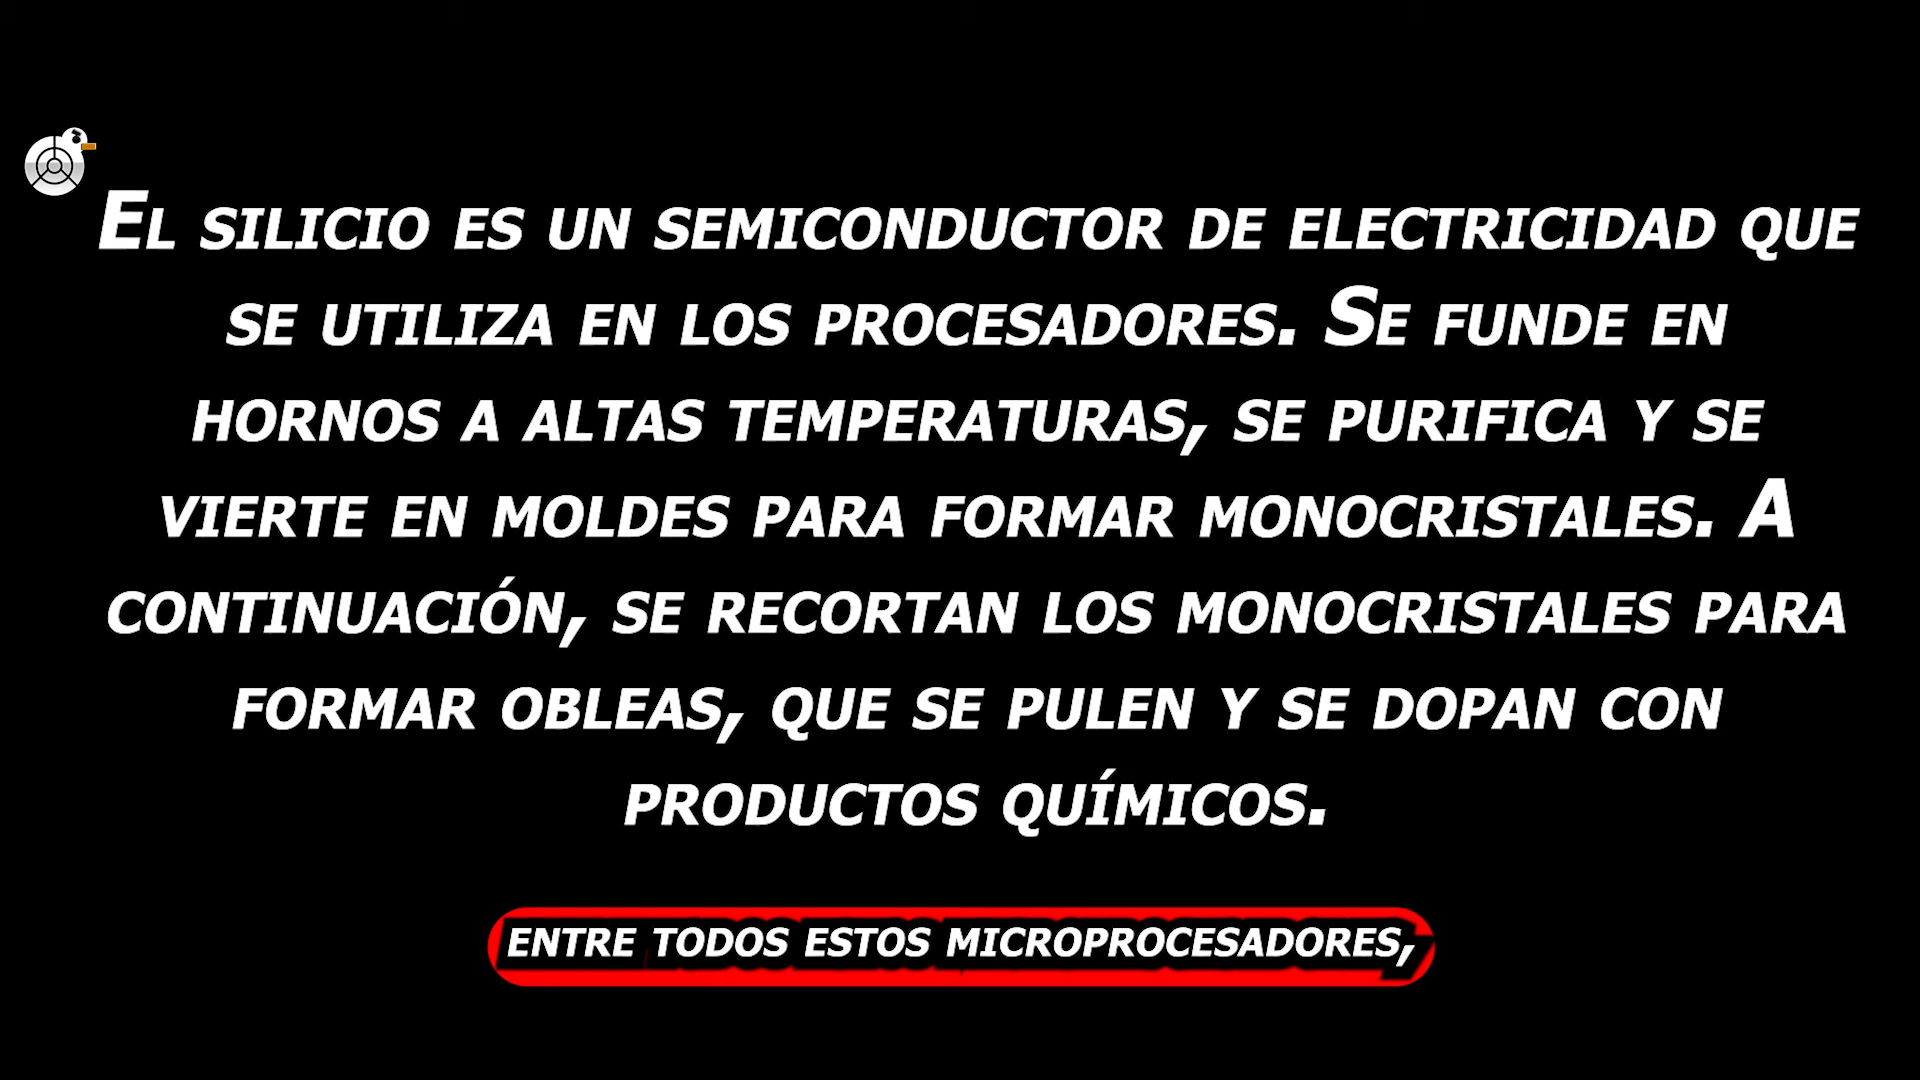 El silicio es un semiconductor de electricidad que
se utiliza en los procesadores. Se funde en
hornos a altas temperaturas, se purifica y se
vierte en moldes para formar monocristales. A
continuación, se recortan los monocristales para
formar obleas, que se pulen y se dopan con
productos químicos.
ENTRE TODOS ESTOS MICROPROCESADORES,